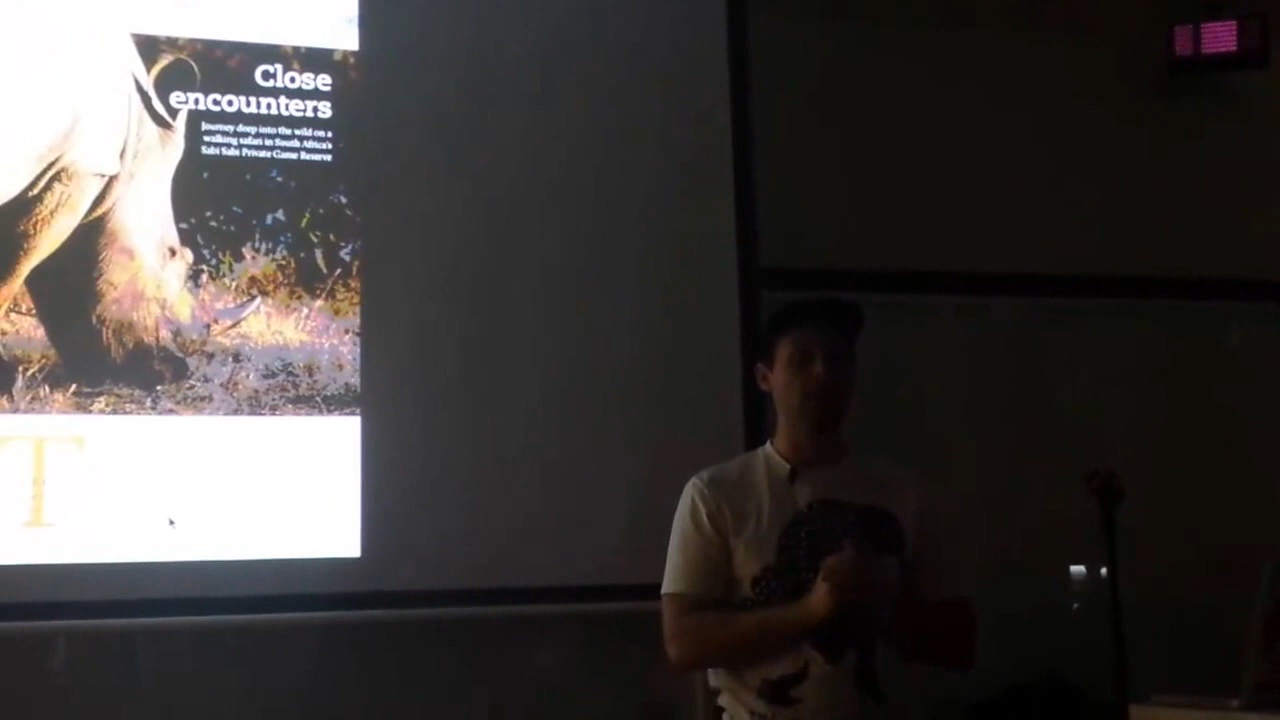 Close
encounters
Journey deep into the wild on a
walking safari in South Africa's
Sabi Sabi Private Game Reserve
T